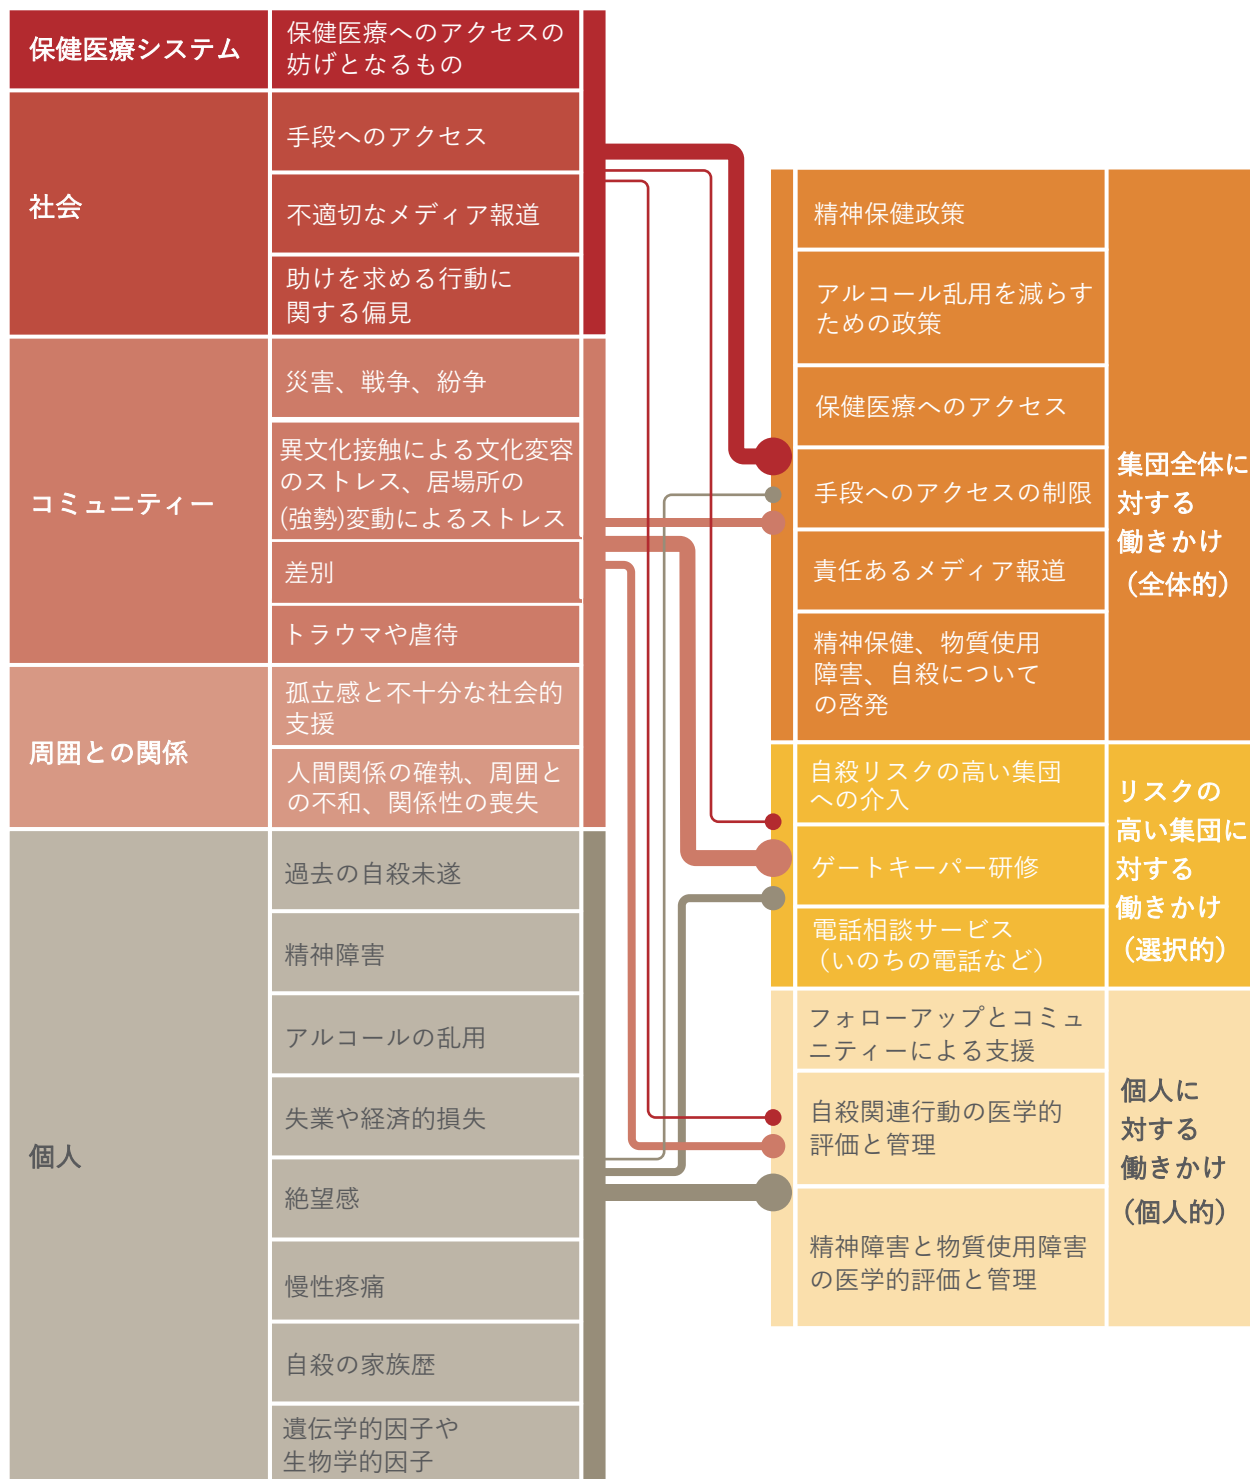 保健医療システム
保健医療へのアクセスの
妨げとなるもの
社会
手段へのアクセス
不適切なメディア報道
助けを求める行動に
関する偏見
コミュニティー
災害、戦争、紛争
異文化接触による文化変容
のストレス、居場所の
(強勢)変動によるストレス
差別
トラウマや虐待
周囲との関係
孤立感と不十分な社会的
支援
人間関係の確執、周囲と
の不和、関係性の喪失
個人
過去の自殺未遂
精神障害
アルコールの乱用
失業や経済的損失
絶望感
慢性疼痛
自殺の家族歴
遺伝学的因子や
生物学的因子
精神保健政策
アルコール乱用を減らす
ための政策
保健医療へのアクセス
手段へのアクセスの制限
責任あるメディア報道
精神保健、物質使用
障害、自殺について
の啓発
集団全体に
対する
働きかけ
（全体的）
自殺リスクの高い集団
への介入
ゲートキーパー研修
電話相談サービス
（いのちの電話など）
リスクの
高い集団に
対する
働きかけ
（選択的）
フォローアップとコミュ
ニティーによる支援
自殺関連行動の医学的
評価と管理
精神障害と物質使用障害
の医学的評価と管理
個人に
対する
働きかけ
（個人的）